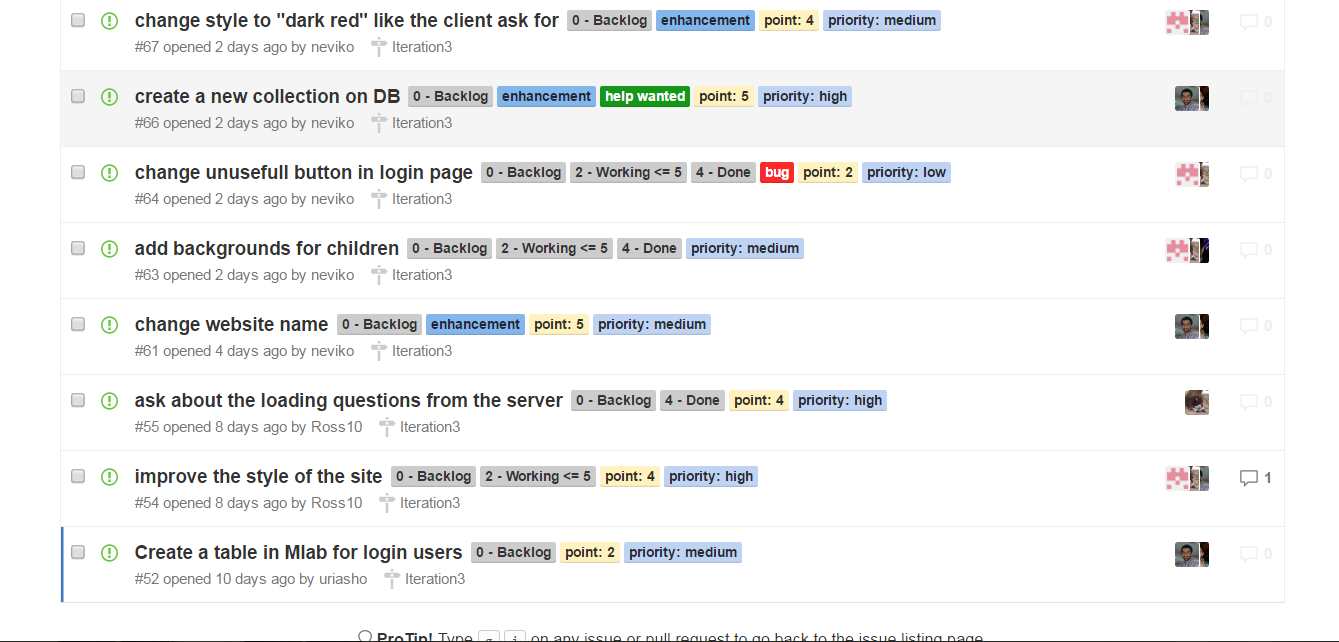 change style to "dark red" like the client ask for 0 - Backlog enhancement point: 4 priority: medium 0
#67 opened 2 days ago by neviko Iteration3
create a new collection on DB 0 - Backlog enhancement help wanted point: 5 priority: high 0
#66 opened 2 days ago by neviko Iteration3
change unusefull button in login page 0 - Backlog 2 - Working <= 5 4 - Done bug point: 2 priority: low 0
#64 opened 2 days ago by neviko Iteration3
add backgrounds for children 0 - Backlog 2 - Working <= 5 4 - Done priority: medium 0
#63 opened 2 days ago by neviko Iteration3
change website name 0 - Backlog enhancement point: 5 priority: medium 0
#61 opened 4 days ago by neviko Iteration3
ask about the loading questions from the server 0 - Backlog 4 - Done point: 4 priority: high 0
#55 opened 8 days ago by Ross10 Iteration3
improve the style of the site 0 - Backlog 2 - Working <= 5 point: 4 priority: high 1
#54 opened 8 days ago by Ross10 Iteration3
Create a table in Mlab for login users 0 - Backlog point: 2 priority: medium 0
#52 opened 10 days ago by uriasho Iteration3
ProTip! Type g i on any issue or pull request to go back to the issue listing page